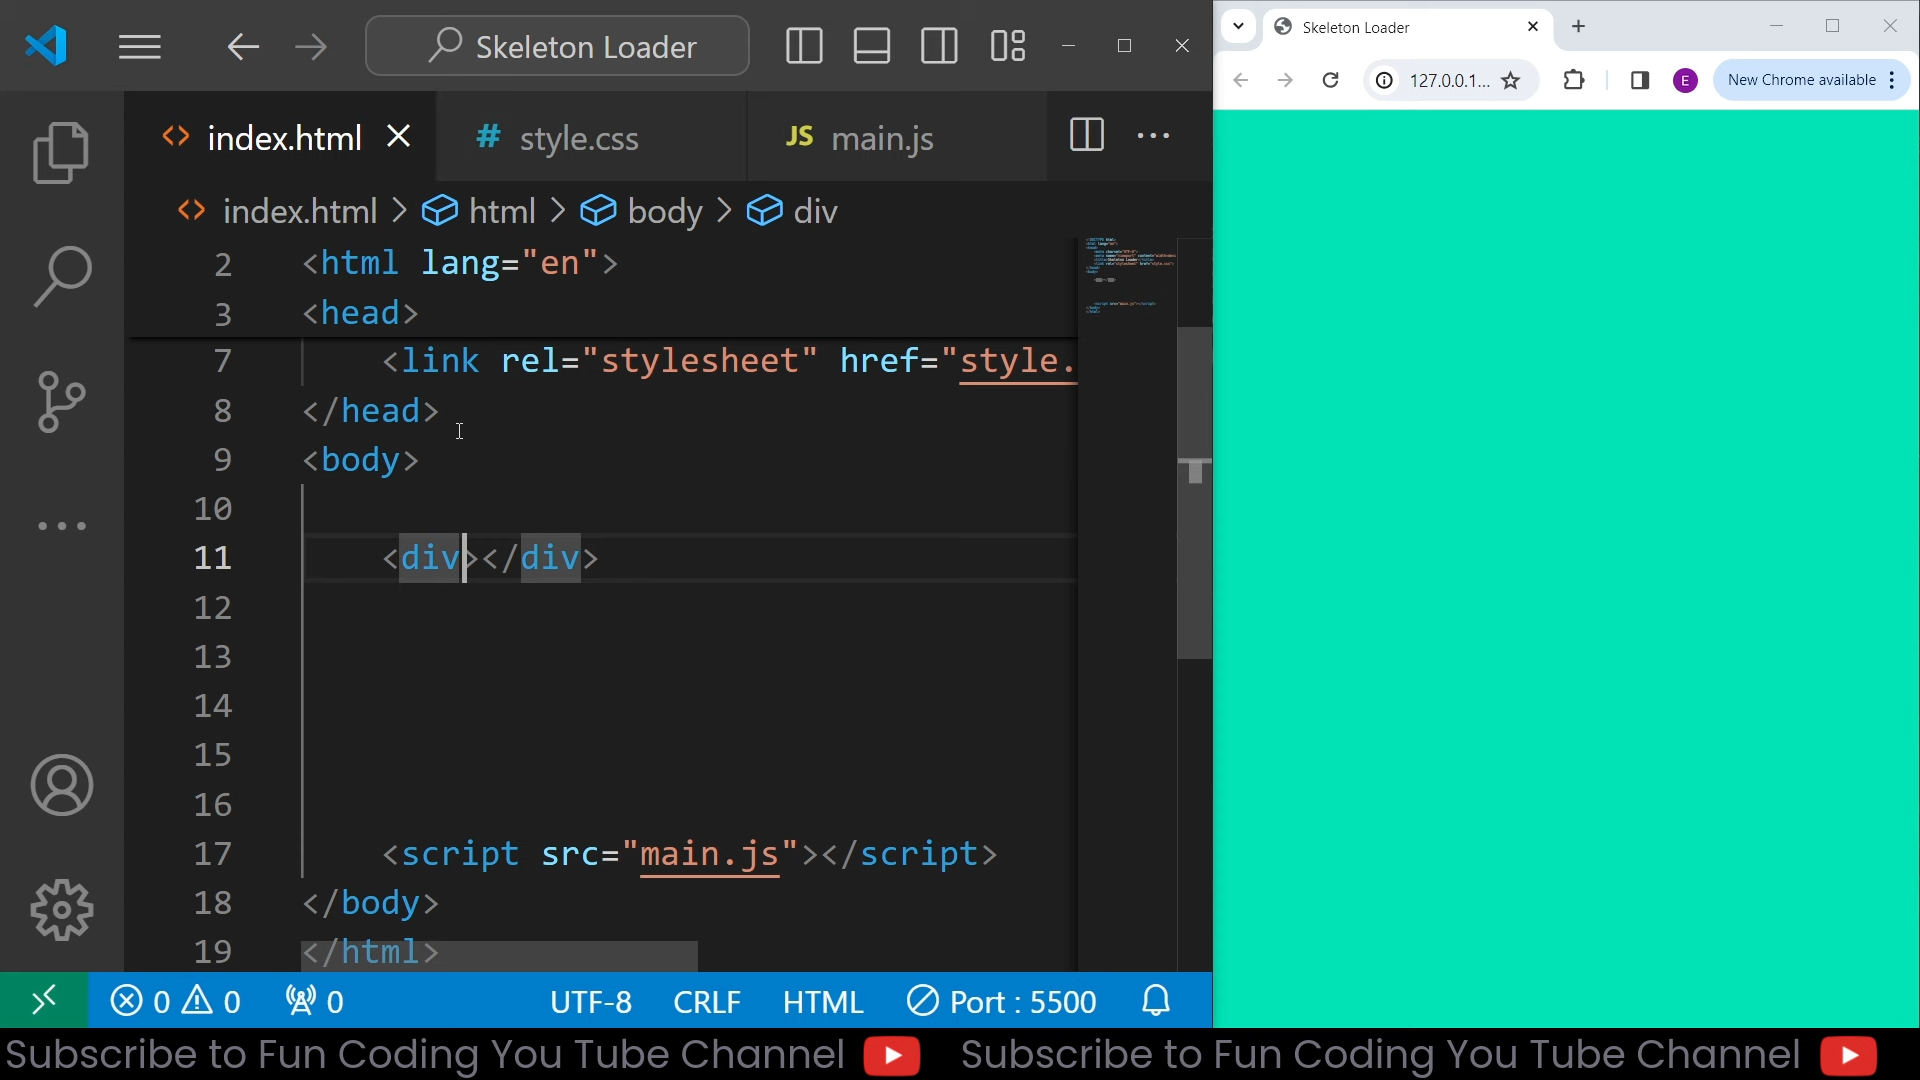 Skeleton Loader
index.html
style.css
JS main.js
index.html > html > body > div
2 <html lang="en">
3 <head>
7 <link rel="stylesheet" href="style.
8 </head>
9 <body>
10
11 <div></div>
12
13
14
15
16
17 <script src="main.js"></script>
18 </body>
19 </html>
0 0 0 UTF-8 CRLF HTML Port : 5500
Skeleton Loader
127.0.0.1... E New Chrome available
Subscribe to Fun Coding You Tube Channel Subscribe to Fun Coding You Tube Channel